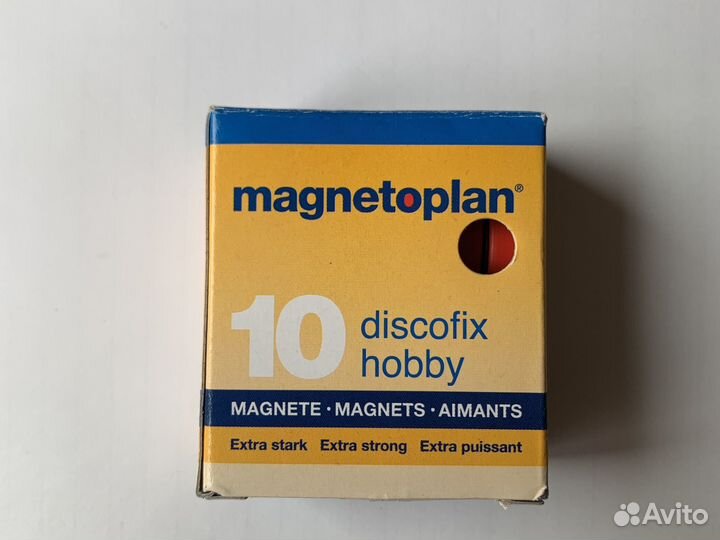 magnetoplan®
10
discofix
hobby
MAGNETE · MAGNETS · AIMANTS
Extra stark Extra strong Extra puissant
Avito